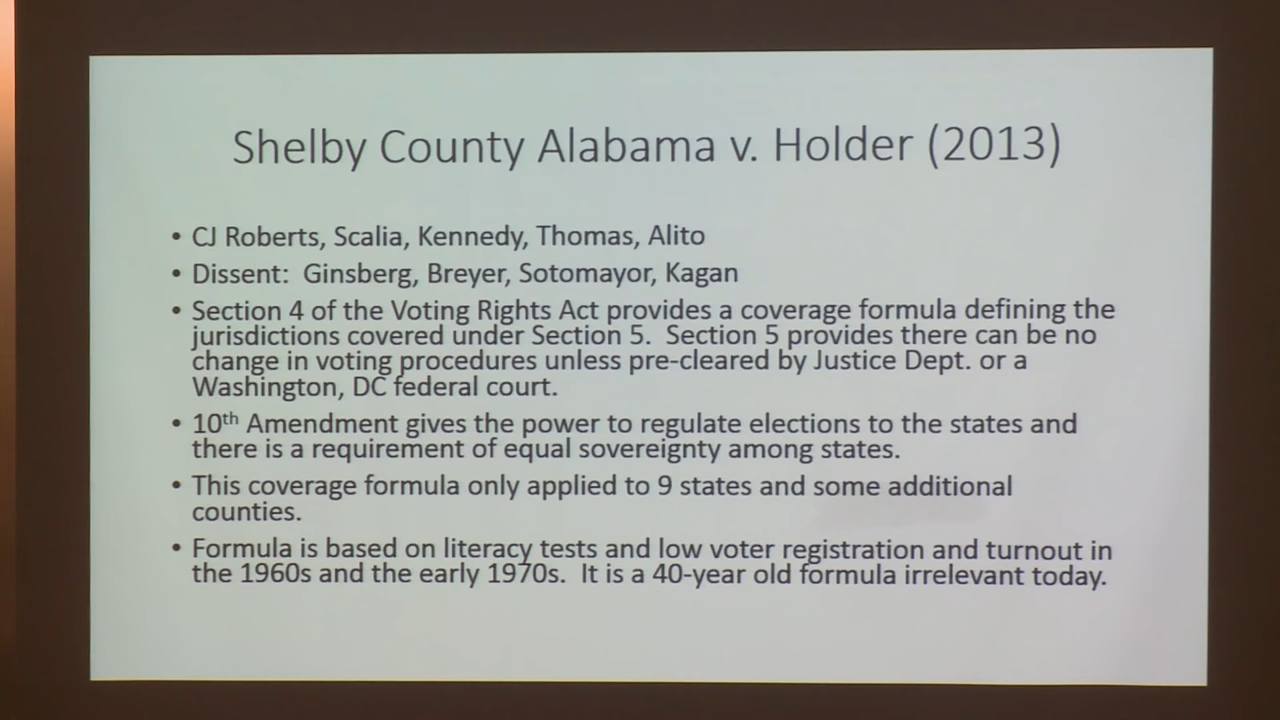 Shelby County Alabama v. Holder (2013)
• CJ Roberts, Scalia, Kennedy, Thomas, Alito
• Dissent:  Ginsberg, Breyer, Sotomayor, Kagan
• Section 4 of the Voting Rights Act provides a coverage formula defining the
jurisdictions covered under Section 5.  Section 5 provides there can be no
change in voting procedures unless pre-cleared by Justice Dept. or a
Washington, DC federal court.
• 10th Amendment gives the power to regulate elections to the states and
there is a requirement of equal sovereignty among states.
• This coverage formula only applied to 9 states and some additional
counties.
• Formula is based on literacy tests and low voter registration and turnout in
the 1960s and the early 1970s.  It is a 40-year old formula irrelevant today.